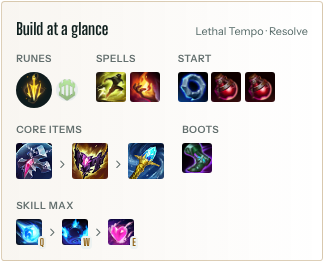 Build at a glance
Lethal Tempo · Resolve
RUNES SPELLS START
CORE ITEMS BOOTS
SKILL MAX
Q W E